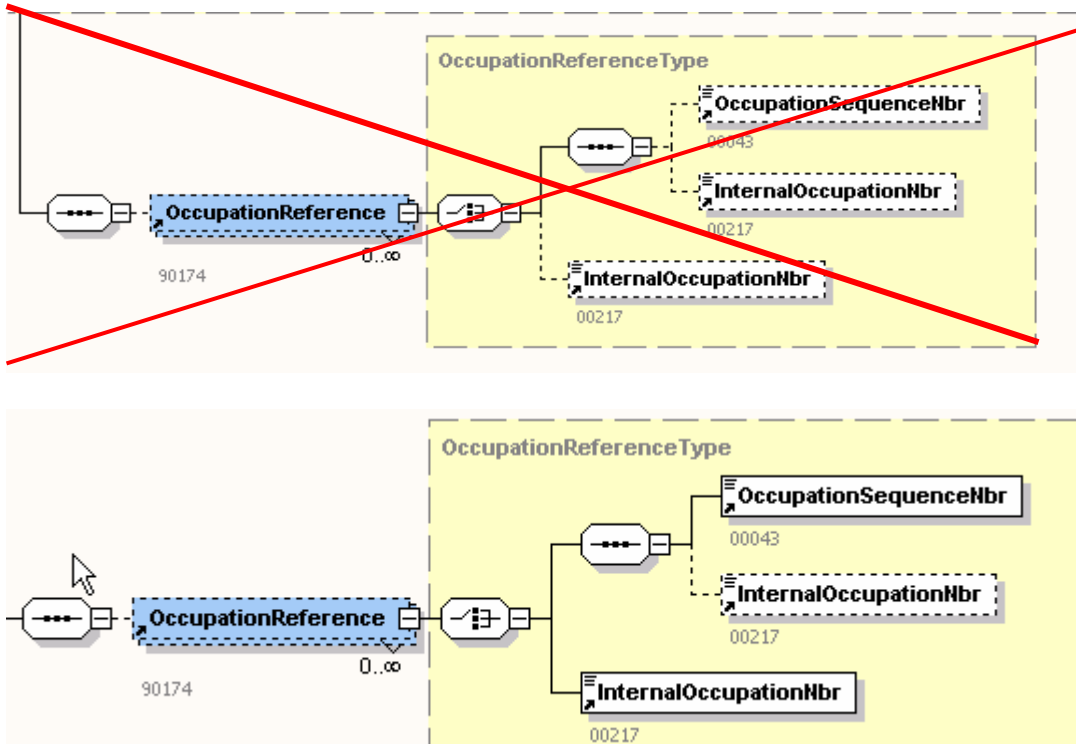 OccupationReferenceType
OccupationSequenceNbr
00043
InternalOccupationNbr
00217
OccupationReference
0..∞
90174
InternalOccupationNbr
00217
OccupationReferenceType
OccupationSequenceNbr
00043
InternalOccupationNbr
00217
OccupationReference
0..∞
90174
InternalOccupationNbr
00217